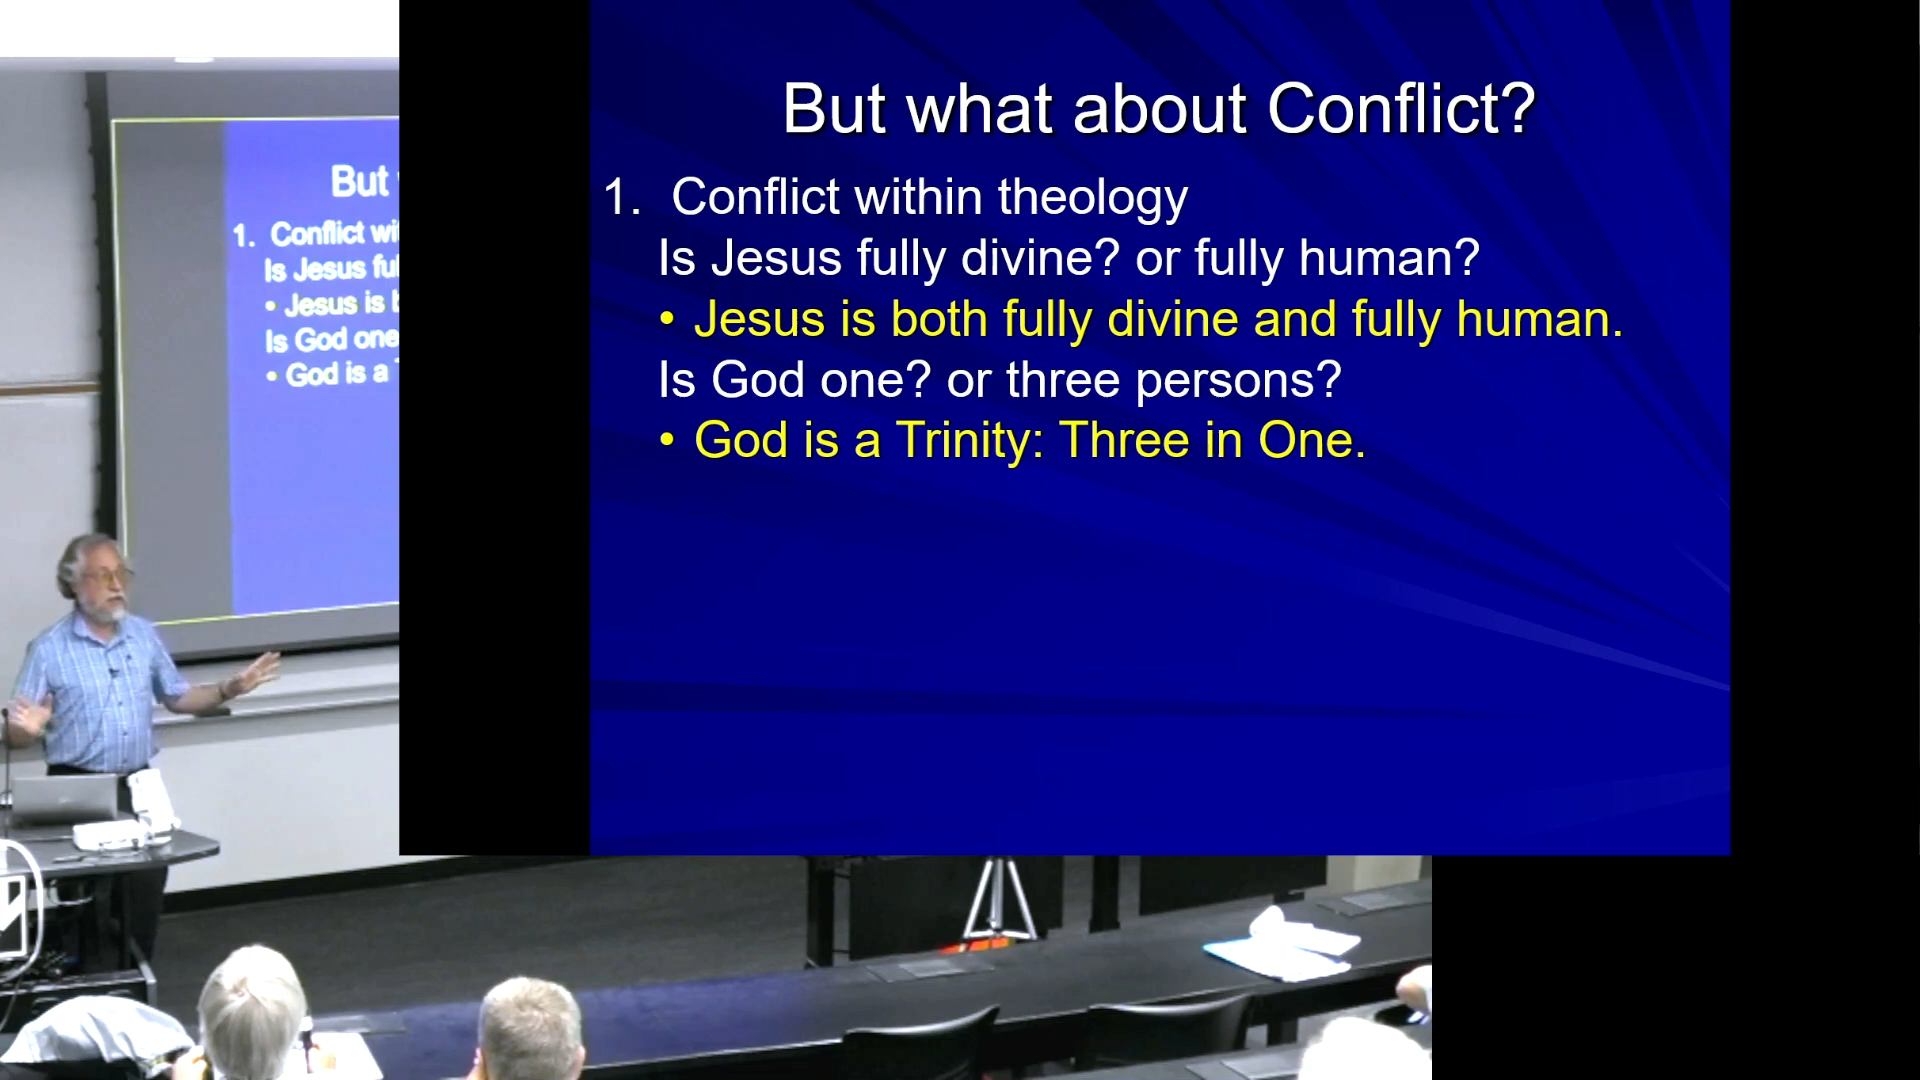 But what about Conflict?
1. Conflict within theology
Is Jesus fully divine? or fully human?
• Jesus is both fully divine and fully human.
Is God one? or three persons?
• God is a Trinity: Three in One.
But
1. Conflict wi
Is Jesus ful
• Jesus is
Is God one
• God is a